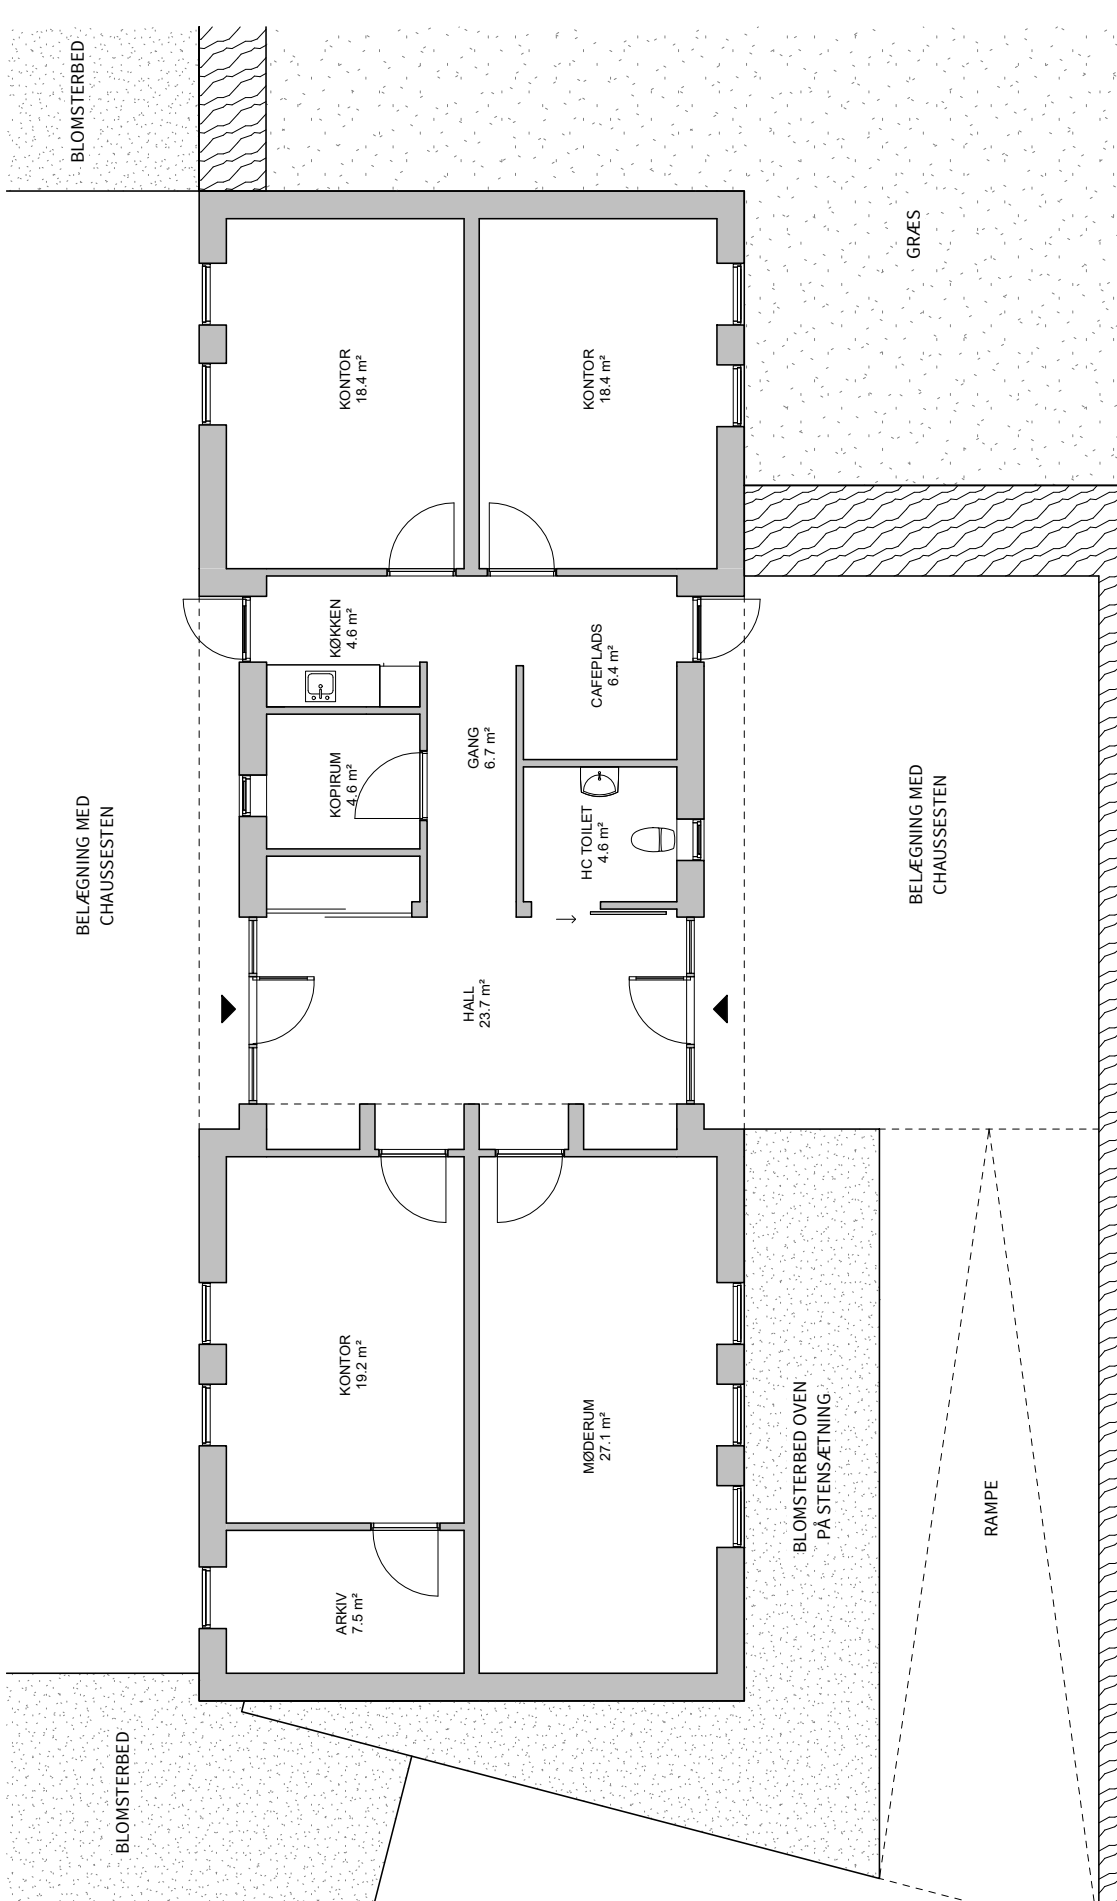 BLOMSTERBED
GRÆS
KONTOR
18.4 m²
KONTOR
18.4 m²
KØKKEN
4.6 m²
CAFEPLADS
6.4 m²
GANG
6.7 m²
KOPIRUM
4.6 m²
HC TOILET
4.6 m²
BELÆGNING MED
CHAUSSESTEN
BELÆGNING MED
CHAUSSESTEN
HALL
23.7 m²
KONTOR
19.2 m²
MØDERUM
27.1 m²
BLOMSTERBED OVEN
PÅ STENSÆTNING
RAMPE
ARKIV
7.5 m²
BLOMSTERBED